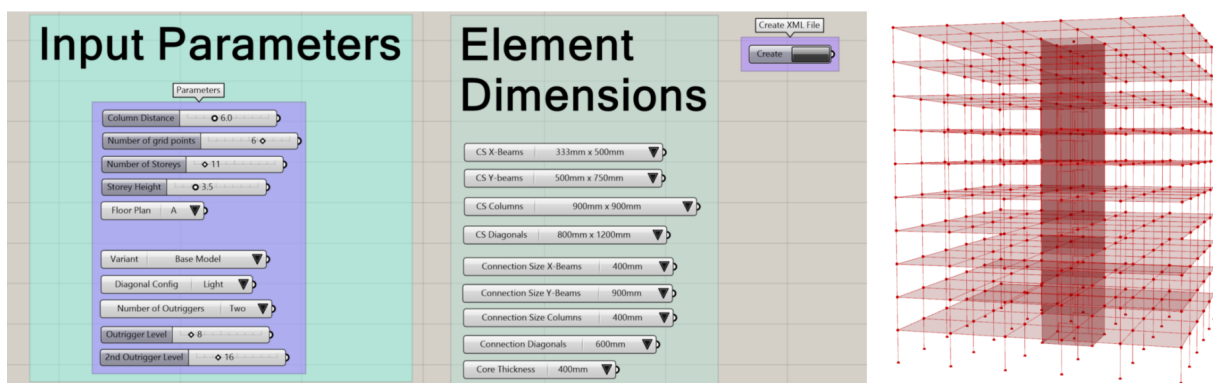 Input Parameters
Parameters
Column Distance 6.0
Number of grid points 6
Number of Storeys 11
Storey Height 3.5
Floor Plan A
Variant Base Model
Diagonal Config Light
Number of Outriggers Two
Outrigger Level 8
2nd Outrigger Level 16
Element
Dimensions
CS X-Beams 333mm x 500mm
CS Y-beams 500mm x 750mm
CS Columns 900mm x 900mm
CS Diagonals 800mm x 1200mm
Connection Size X-Beams 400mm
Connection Size Y-Beams 900mm
Connection Size Columns 400mm
Connection Diagonals 600mm
Core Thickness 400mm
Create XML File
Create